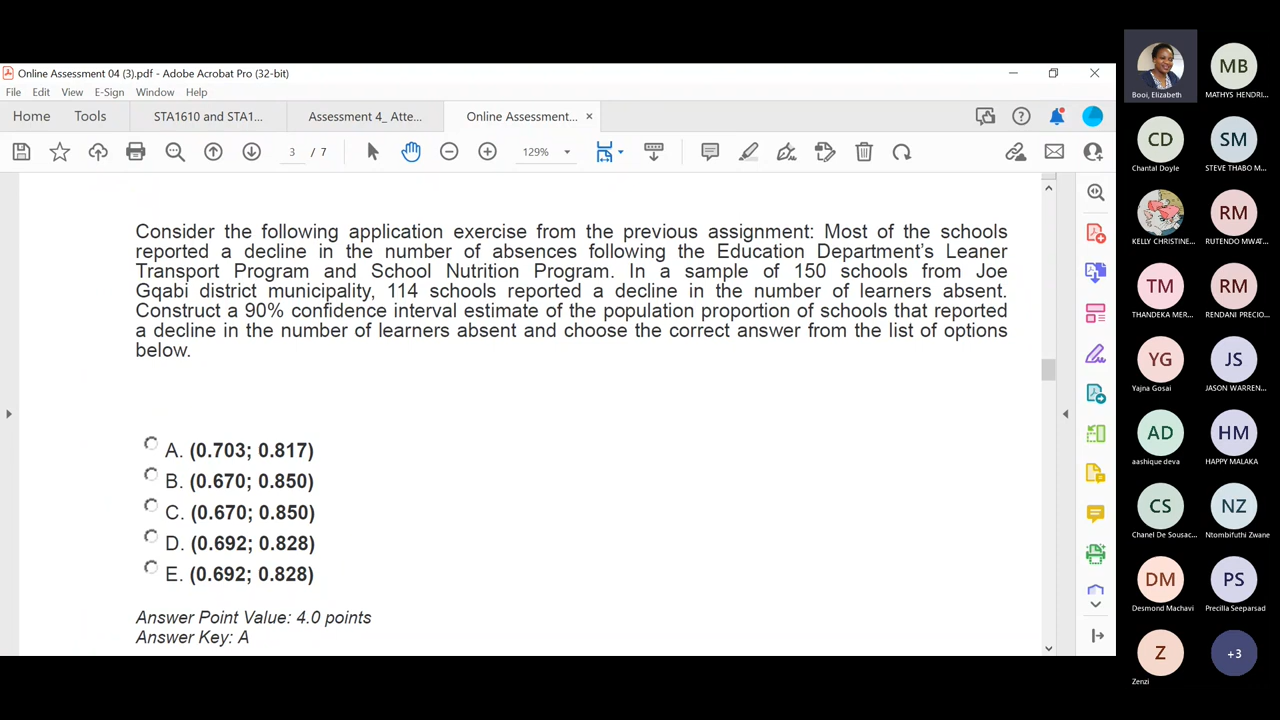 Online Assessment 04 (3).pdf - Adobe Acrobat Pro (32-bit)
File Edit View E-Sign Window Help
Home Tools STA1610 and STA1... Assessment 4_ Atte... Online Assessment... ×
3 / 7 129%
Consider the following application exercise from the previous assignment: Most of the schools
reported a decline in the number of absences following the Education Department's Leaner
Transport Program and School Nutrition Program. In a sample of 150 schools from Joe
Gqabi district municipality, 114 schools reported a decline in the number of learners absent.
Construct a 90% confidence interval estimate of the population proportion of schools that reported
a decline in the number of learners absent and choose the correct answer from the list of options
below.
A. (0.703; 0.817)
B. (0.670; 0.850)
C. (0.670; 0.850)
D. (0.692; 0.828)
E. (0.692; 0.828)
Answer Point Value: 4.0 points
Answer Key: A
Booi, Elizabeth
MB
MATHYS HENDRI...
CD
Chantal Doyle
SM
STEVE THABO M...
KELLY CHRISTINE...
RM
RUTENDO MWAT...
TM
THANDEKA MER...
RM
RENDANI PRECIO...
YG
Yajna Gosai
JS
JASON WARREN...
AD
aashique deva
HM
HAPPY MALAKA
CS
Chanel De Sousac...
NZ
Ntombifuthi Zwane
DM
Desmond Machavi
PS
Precilla Seeparsad
Z
Zenzi
+3